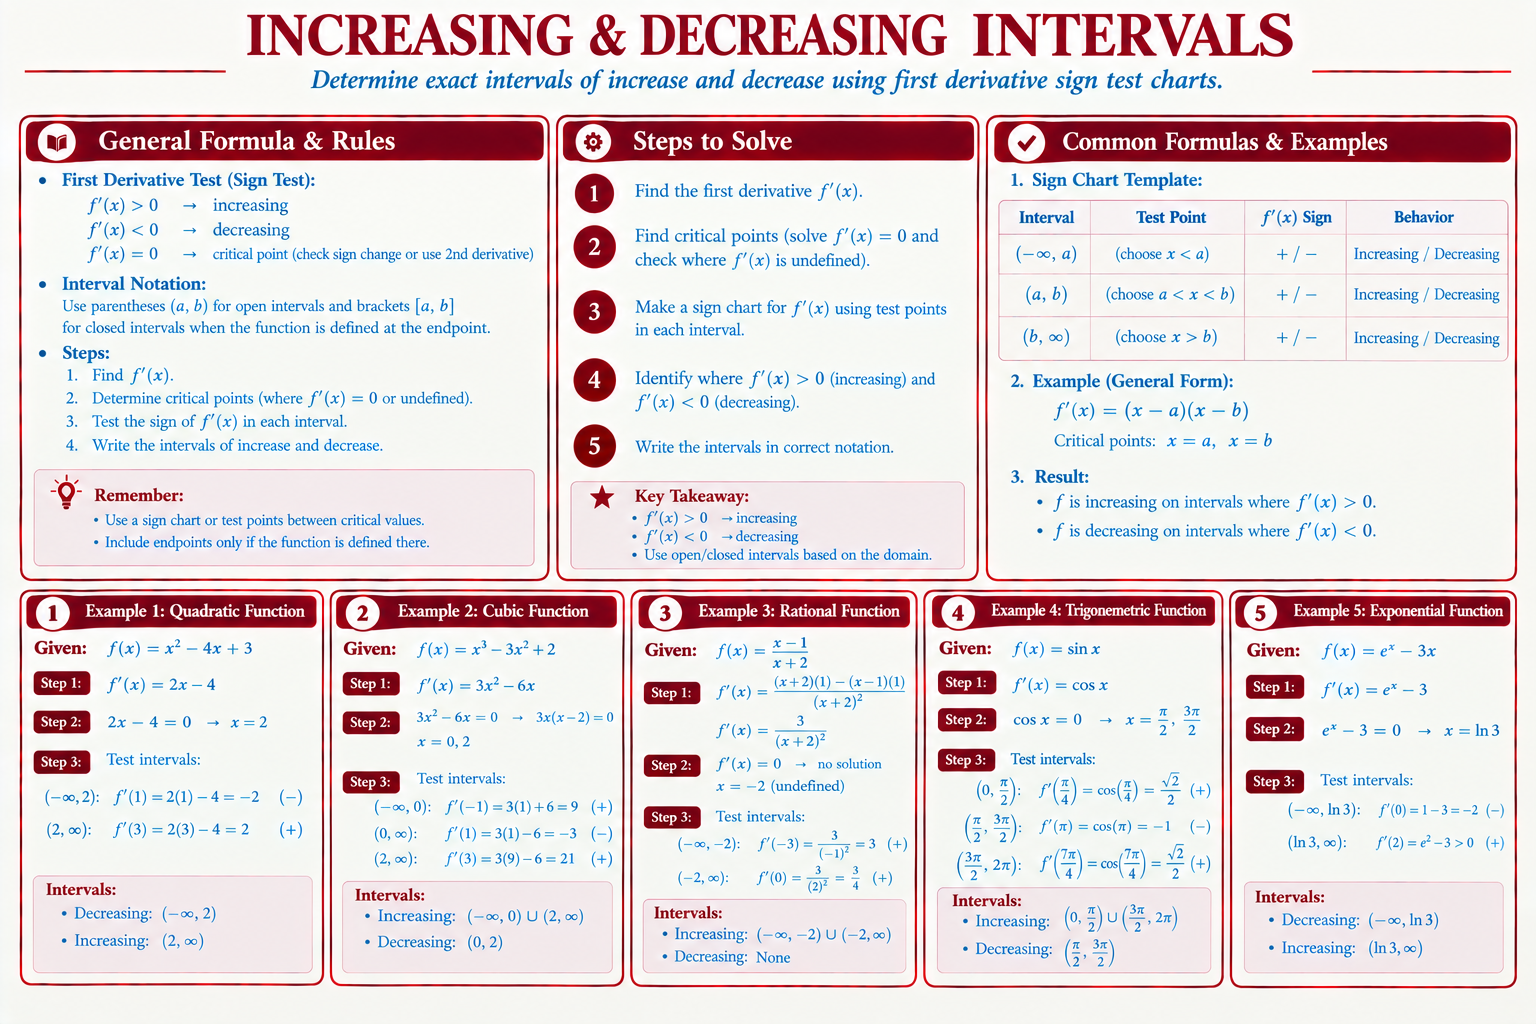 INCREASING & DECREASING INTERVALS
Determine exact intervals of increase and decrease using first derivative sign test charts.
General Formula & Rules
• First Derivative Test (Sign Test):
f′(x) > 0 → increasing
f′(x) < 0 → decreasing
f′(x) = 0 → critical point (check sign change or use 2nd derivative)
• Interval Notation:
Use parentheses (a, b) for open intervals and brackets [a, b]
for closed intervals when the function is defined at the endpoint.
• Steps:
1. Find f′(x).
2. Determine critical points (where f′(x) = 0 or undefined).
3. Test the sign of f′(x) in each interval.
4. Write the intervals of increase and decrease.
Remember:
• Use a sign chart or test points between critical values.
• Include endpoints only if the function is defined there.
Steps to Solve
1 Find the first derivative f′(x).
2 Find critical points (solve f′(x) = 0 and
check where f′(x) is undefined).
3 Make a sign chart for f′(x) using test points
in each interval.
4 Identify where f′(x) > 0 (increasing) and
f′(x) < 0 (decreasing).
5 Write the intervals in correct notation.
Key Takeaway:
• f′(x) > 0 → increasing
• f′(x) < 0 → decreasing
• Use open/closed intervals based on the domain.
Common Formulas & Examples
1. Sign Chart Template:
Interval Test Point f′(x) Sign Behavior
(−∞, a) (choose x < a) + / − Increasing / Decreasing
(a, b) (choose a < x < b) + / − Increasing / Decreasing
(b, ∞) (choose x > b) + / − Increasing / Decreasing
2. Example (General Form):
f′(x) = (x − a)(x − b)
Critical points: x = a, x = b
3. Result:
• f is increasing on intervals where f′(x) > 0.
• f is decreasing on intervals where f′(x) < 0.
1 Example 1: Quadratic Function
Given: f(x) = x² − 4x + 3
Step 1: f′(x) = 2x − 4
Step 2: 2x − 4 = 0 → x = 2
Step 3: Test intervals:
(−∞, 2): f′(1) = 2(1) − 4 = −2 (−)
(2, ∞): f′(3) = 2(3) − 4 = 2 (+)
Intervals:
• Decreasing: (−∞, 2)
• Increasing: (2, ∞)
2 Example 2: Cubic Function
Given: f(x) = x³ − 3x² + 2
Step 1: f′(x) = 3x² − 6x
Step 2: 3x² − 6x = 0 → 3x(x − 2) = 0
x = 0, 2
Step 3: Test intervals:
(−∞, 0): f′(−1) = 3(1) + 6 = 9 (+)
(0, ∞): f′(1) = 3(1) − 6 = −3 (−)
(2, ∞): f′(3) = 3(9) − 6 = 21 (+)
Intervals:
• Increasing: (−∞, 0) ∪ (2, ∞)
• Decreasing: (0, 2)
3 Example 3: Rational Function
Given: f(x) = (x − 1)/(x + 2)
Step 1: f′(x) = ((x + 2)(1) − (x − 1)(1))/(x + 2)²
f′(x) = 3/(x + 2)²
Step 2: f′(x) = 0 → no solution
x = −2 (undefined)
Step 3: Test intervals:
(−∞, −2): f′(−3) = 3/(−1)² = 3 (+)
(−2, ∞): f′(0) = 3/(2)² = 3/4 (+)
Intervals:
• Increasing: (−∞, −2) ∪ (−2, ∞)
• Decreasing: None
4 Example 4: Trigonemetric Function
Given: f(x) = sin x
Step 1: f′(x) = cos x
Step 2: cos x = 0 → x = π/2, 3π/2
Step 3: Test intervals:
(0, π/2): f′(π/4) = cos(π/4) = √2/2 (+)
(π/2, 3π/2): f′(π) = cos(π) = −1 (−)
(3π/2, 2π): f′(7π/4) = cos(7π/4) = √2/2 (+)
Intervals:
• Increasing: (0, π/2) ∪ (3π/2, 2π)
• Decreasing: (π/2, 3π/2)
5 Example 5: Exponential Function
Given: f(x) = eˣ − 3x
Step 1: f′(x) = eˣ − 3
Step 2: eˣ − 3 = 0 → x = ln 3
Step 3: Test intervals:
(−∞, ln 3): f′(0) = 1 − 3 = −2 (−)
(ln 3, ∞): f′(2) = e² − 3 > 0 (+)
Intervals:
• Decreasing: (−∞, ln 3)
• Increasing: (ln 3, ∞)